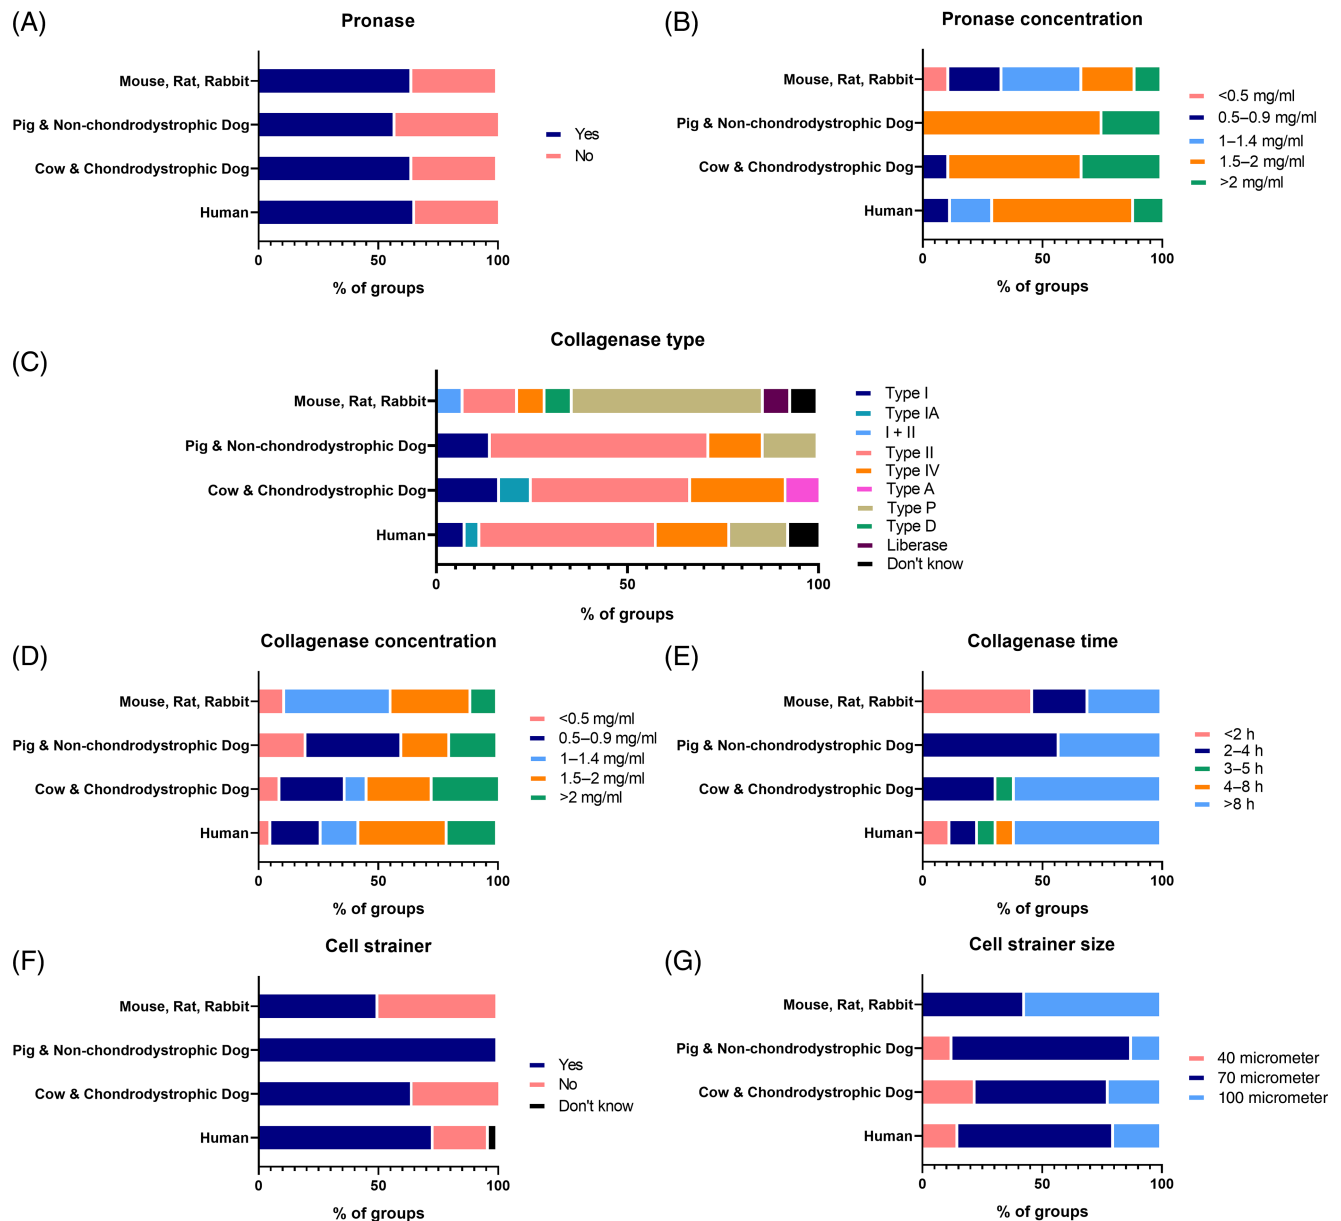 (A)
Pronase
Mouse, Rat, Rabbit
Pig & Non-chondrodystrophic Dog
Cow & Chondrodystrophic Dog
Human
0 50 100
% of groups
Yes
No
(B)
Pronase concentration
Mouse, Rat, Rabbit
Pig & Non-chondrodystrophic Dog
Cow & Chondrodystrophic Dog
Human
0 50 100
% of groups
<0.5 mg/ml
0.5–0.9 mg/ml
1–1.4 mg/ml
1.5–2 mg/ml
>2 mg/ml
(C)
Collagenase type
Mouse, Rat, Rabbit
Pig & Non-chondrodystrophic Dog
Cow & Chondrodystrophic Dog
Human
0 50 100
% of groups
Type I
Type IA
I + II
Type II
Type IV
Type A
Type P
Type D
Liberase
Don't know
(D)
Collagenase concentration
Mouse, Rat, Rabbit
Pig & Non-chondrodystrophic Dog
Cow & Chondrodystrophic Dog
Human
0 50 100
% of groups
<0.5 mg/ml
0.5–0.9 mg/ml
1–1.4 mg/ml
1.5–2 mg/ml
>2 mg/ml
(E)
Collagenase time
Mouse, Rat, Rabbit
Pig & Non-chondrodystrophic Dog
Cow & Chondrodystrophic Dog
Human
0 50 100
% of groups
<2 h
2–4 h
3–5 h
4–8 h
>8 h
(F)
Cell strainer
Mouse, Rat, Rabbit
Pig & Non-chondrodystrophic Dog
Cow & Chondrodystrophic Dog
Human
0 50 100
% of groups
Yes
No
Don't know
(G)
Cell strainer size
Mouse, Rat, Rabbit
Pig & Non-chondrodystrophic Dog
Cow & Chondrodystrophic Dog
Human
0 50 100
% of groups
40 micrometer
70 micrometer
100 micrometer